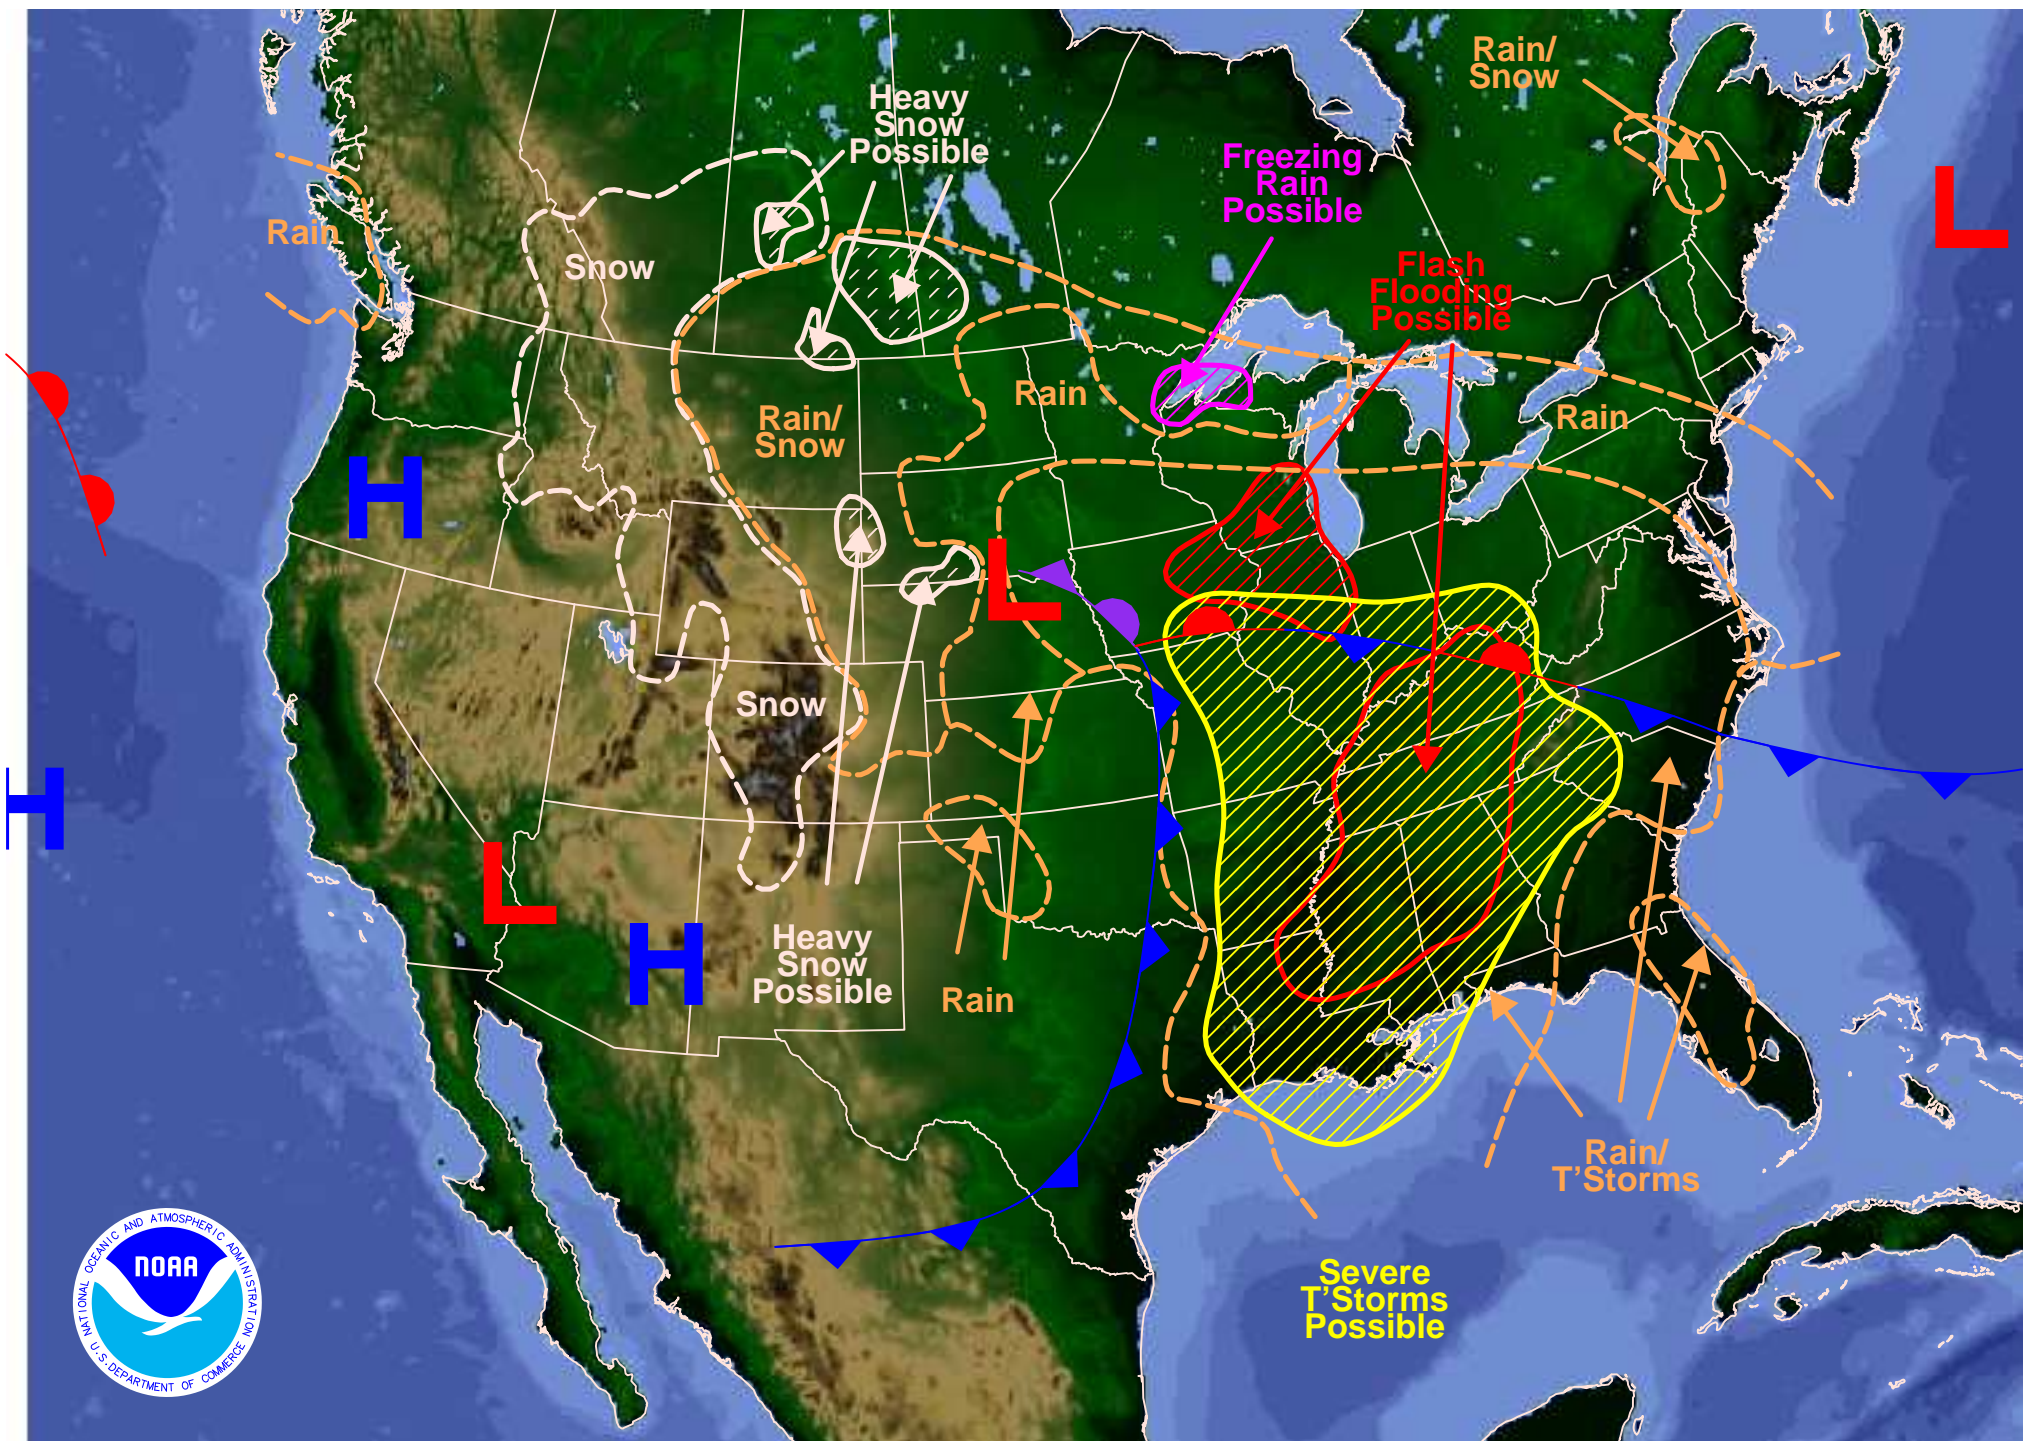 Rain/
Snow
Heavy
Snow
Possible
Freezing
Rain
Possible
Rain
Snow
Flash
Flooding
Possible
L
Rain
Rain/
Snow
Rain
H
L
Snow
H
L
H
Heavy
Snow
Possible
Rain
Rain/
T'Storms
Severe
T'Storms
Possible
NATIONAL OCEANIC AND ATMOSPHERIC ADMINISTRATION
NOAA
U.S. DEPARTMENT OF COMMERCE